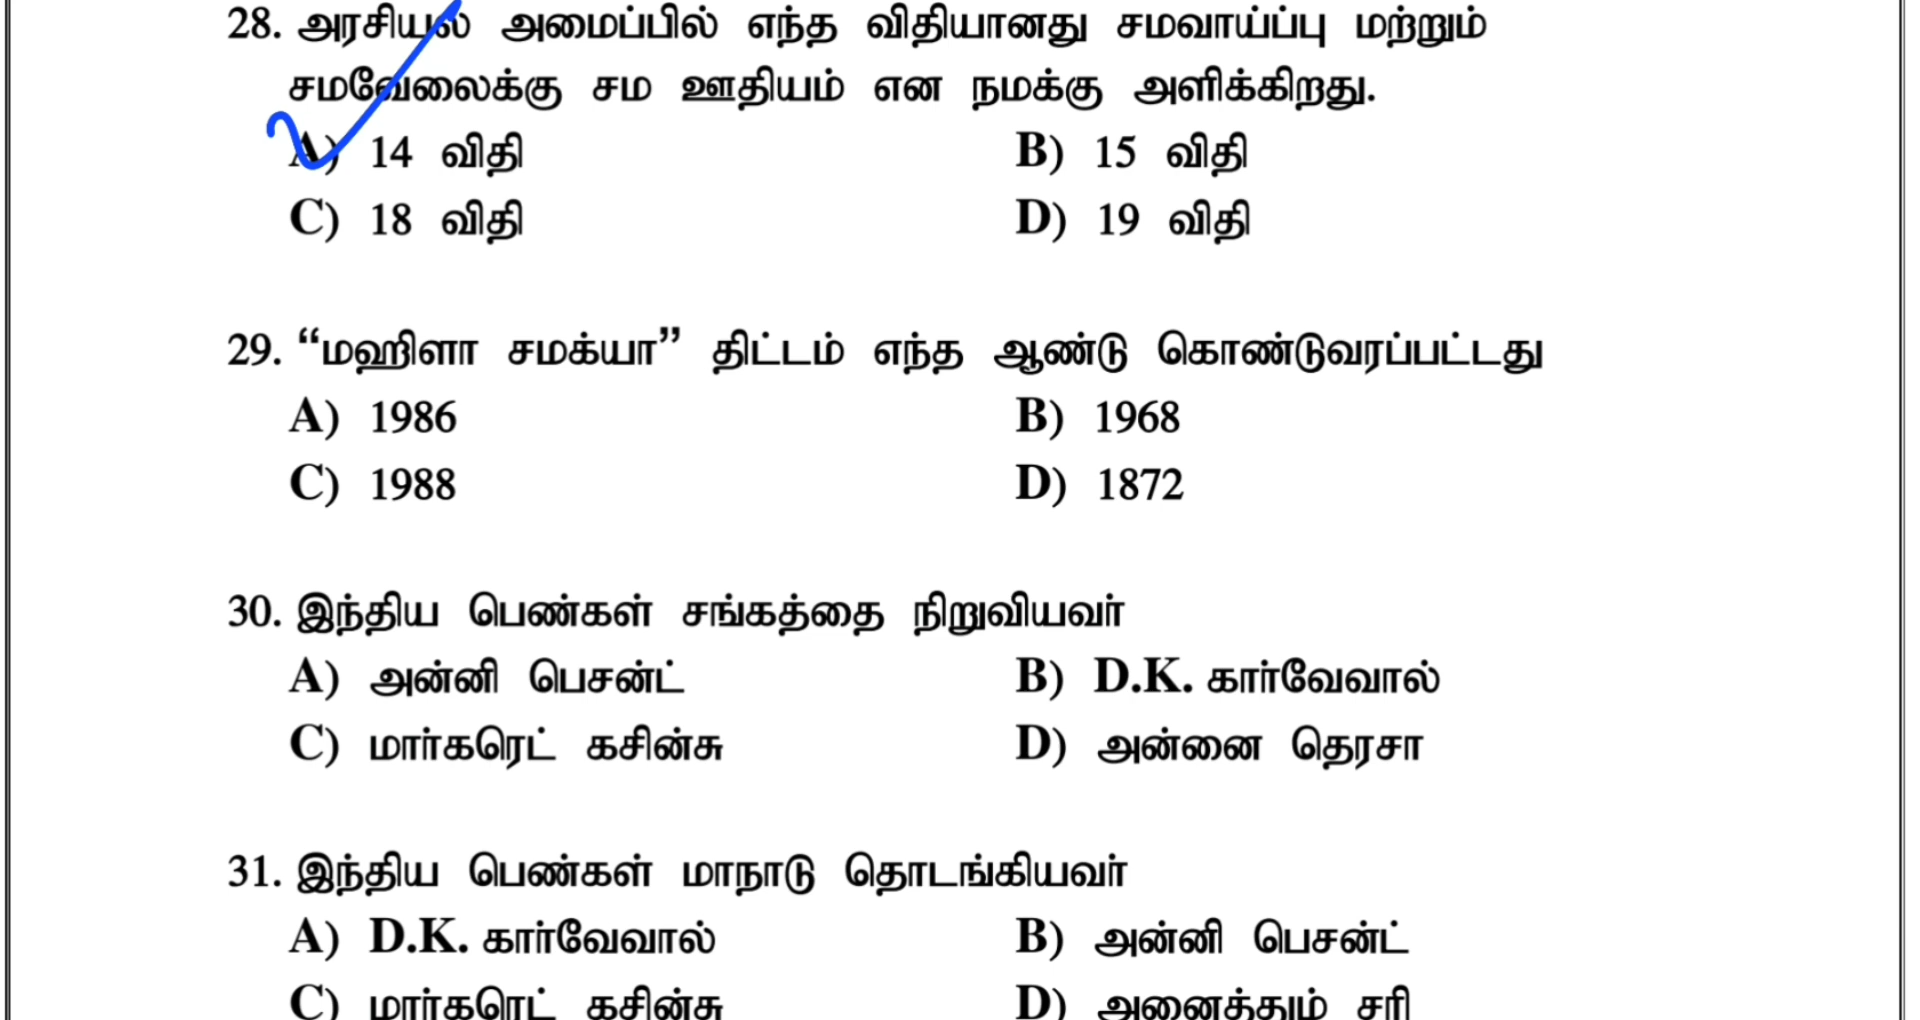 28. அரசியல் அமைப்பில் எந்த விதியானது சமவாய்ப்பு மற்றும்
சமவேலைக்கு சம ஊதியம் என நமக்கு அளிக்கிறது.
A) 14 விதி B) 15 விதி
C) 18 விதி D) 19 விதி
29. “மஹிளா சமக்யா” திட்டம் எந்த ஆண்டு கொண்டுவரப்பட்டது
A) 1986 B) 1968
C) 1988 D) 1872
30. இந்திய பெண்கள் சங்கத்தை நிறுவியவர்
A) அன்னி பெசன்ட் B) D.K. கார்வேவால்
C) மார்கரெட் கசின்சு D) அன்னை தெரசா
31. இந்திய பெண்கள் மாநாடு தொடங்கியவர்
A) D.K. கார்வேவால் B) அன்னி பெசன்ட்
C) மார்கரெட் கசின்சு D) அனைத்தும் சரி